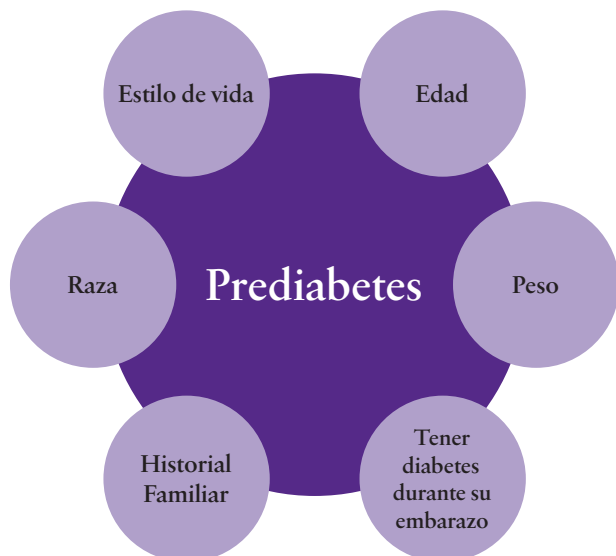 Estilo de vida
Edad
Raza
Prediabetes
Peso
Historial
Familiar
Tener
diabetes
durante su
embarazo